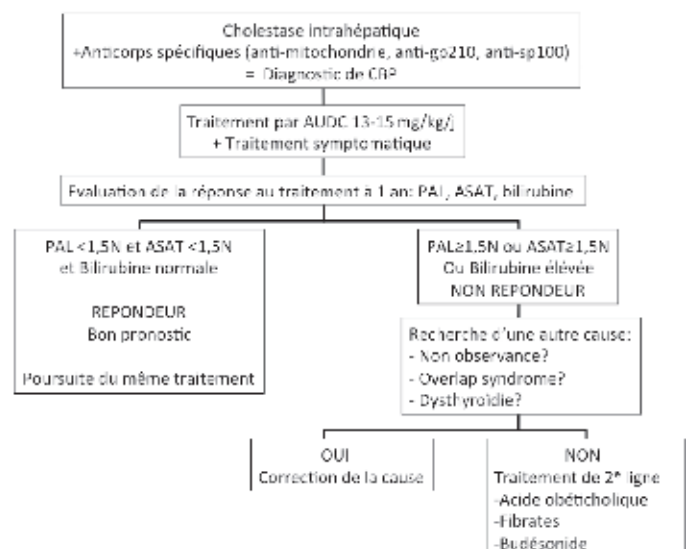 Cholestase intrahépatique
+Anticorps spécifiques (anti-mitochondrie, anti-gp210, anti-sp100)
= Diagnostic de CBP
Traitement par AUDC 13-15 mg/kg/j
+ Traitement symptomatique
Evaluation de la réponse au traitement à 1 an: PAL, ASAT, bilirubine
PAL <1,5N et ASAT <1,5N
et Bilirubine normale
REPONDEUR
Bon pronostic
Poursuite du même traitement
PAL≥1.5N ou ASAT≥1,5N
Ou Bilirubine élevée
NON REPONDEUR
Recherche d'une autre cause:
- Non observance?
- Overlap syndrome?
- Dysthyroïdie?
OUI
Correction de la cause
NON
Traitement de 2e ligne
-Acide obéticholique
-Fibrates
-Budésonide